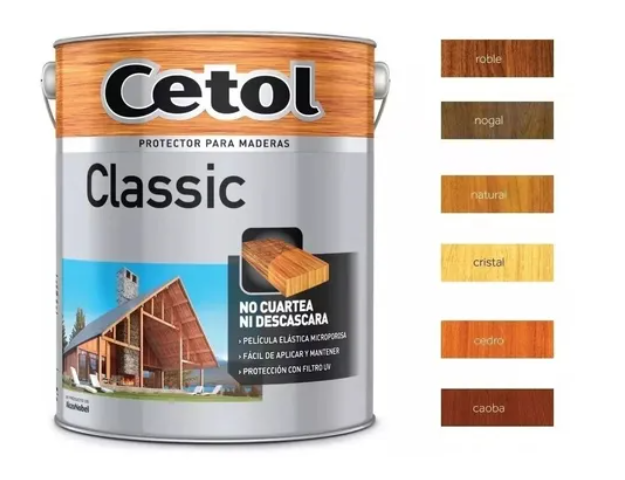 Cetol
PROTECTOR PARA MADERAS
Classic
NO CUARTEA
NI DESCASCARA
› PELÍCULA ELÁSTICA MICROPOROSA
› FÁCIL DE APLICAR Y MANTENER
› PROTECCIÓN CON FILTRO UV
AkzoNobel
roble
nogal
natural
cristal
cedro
caoba